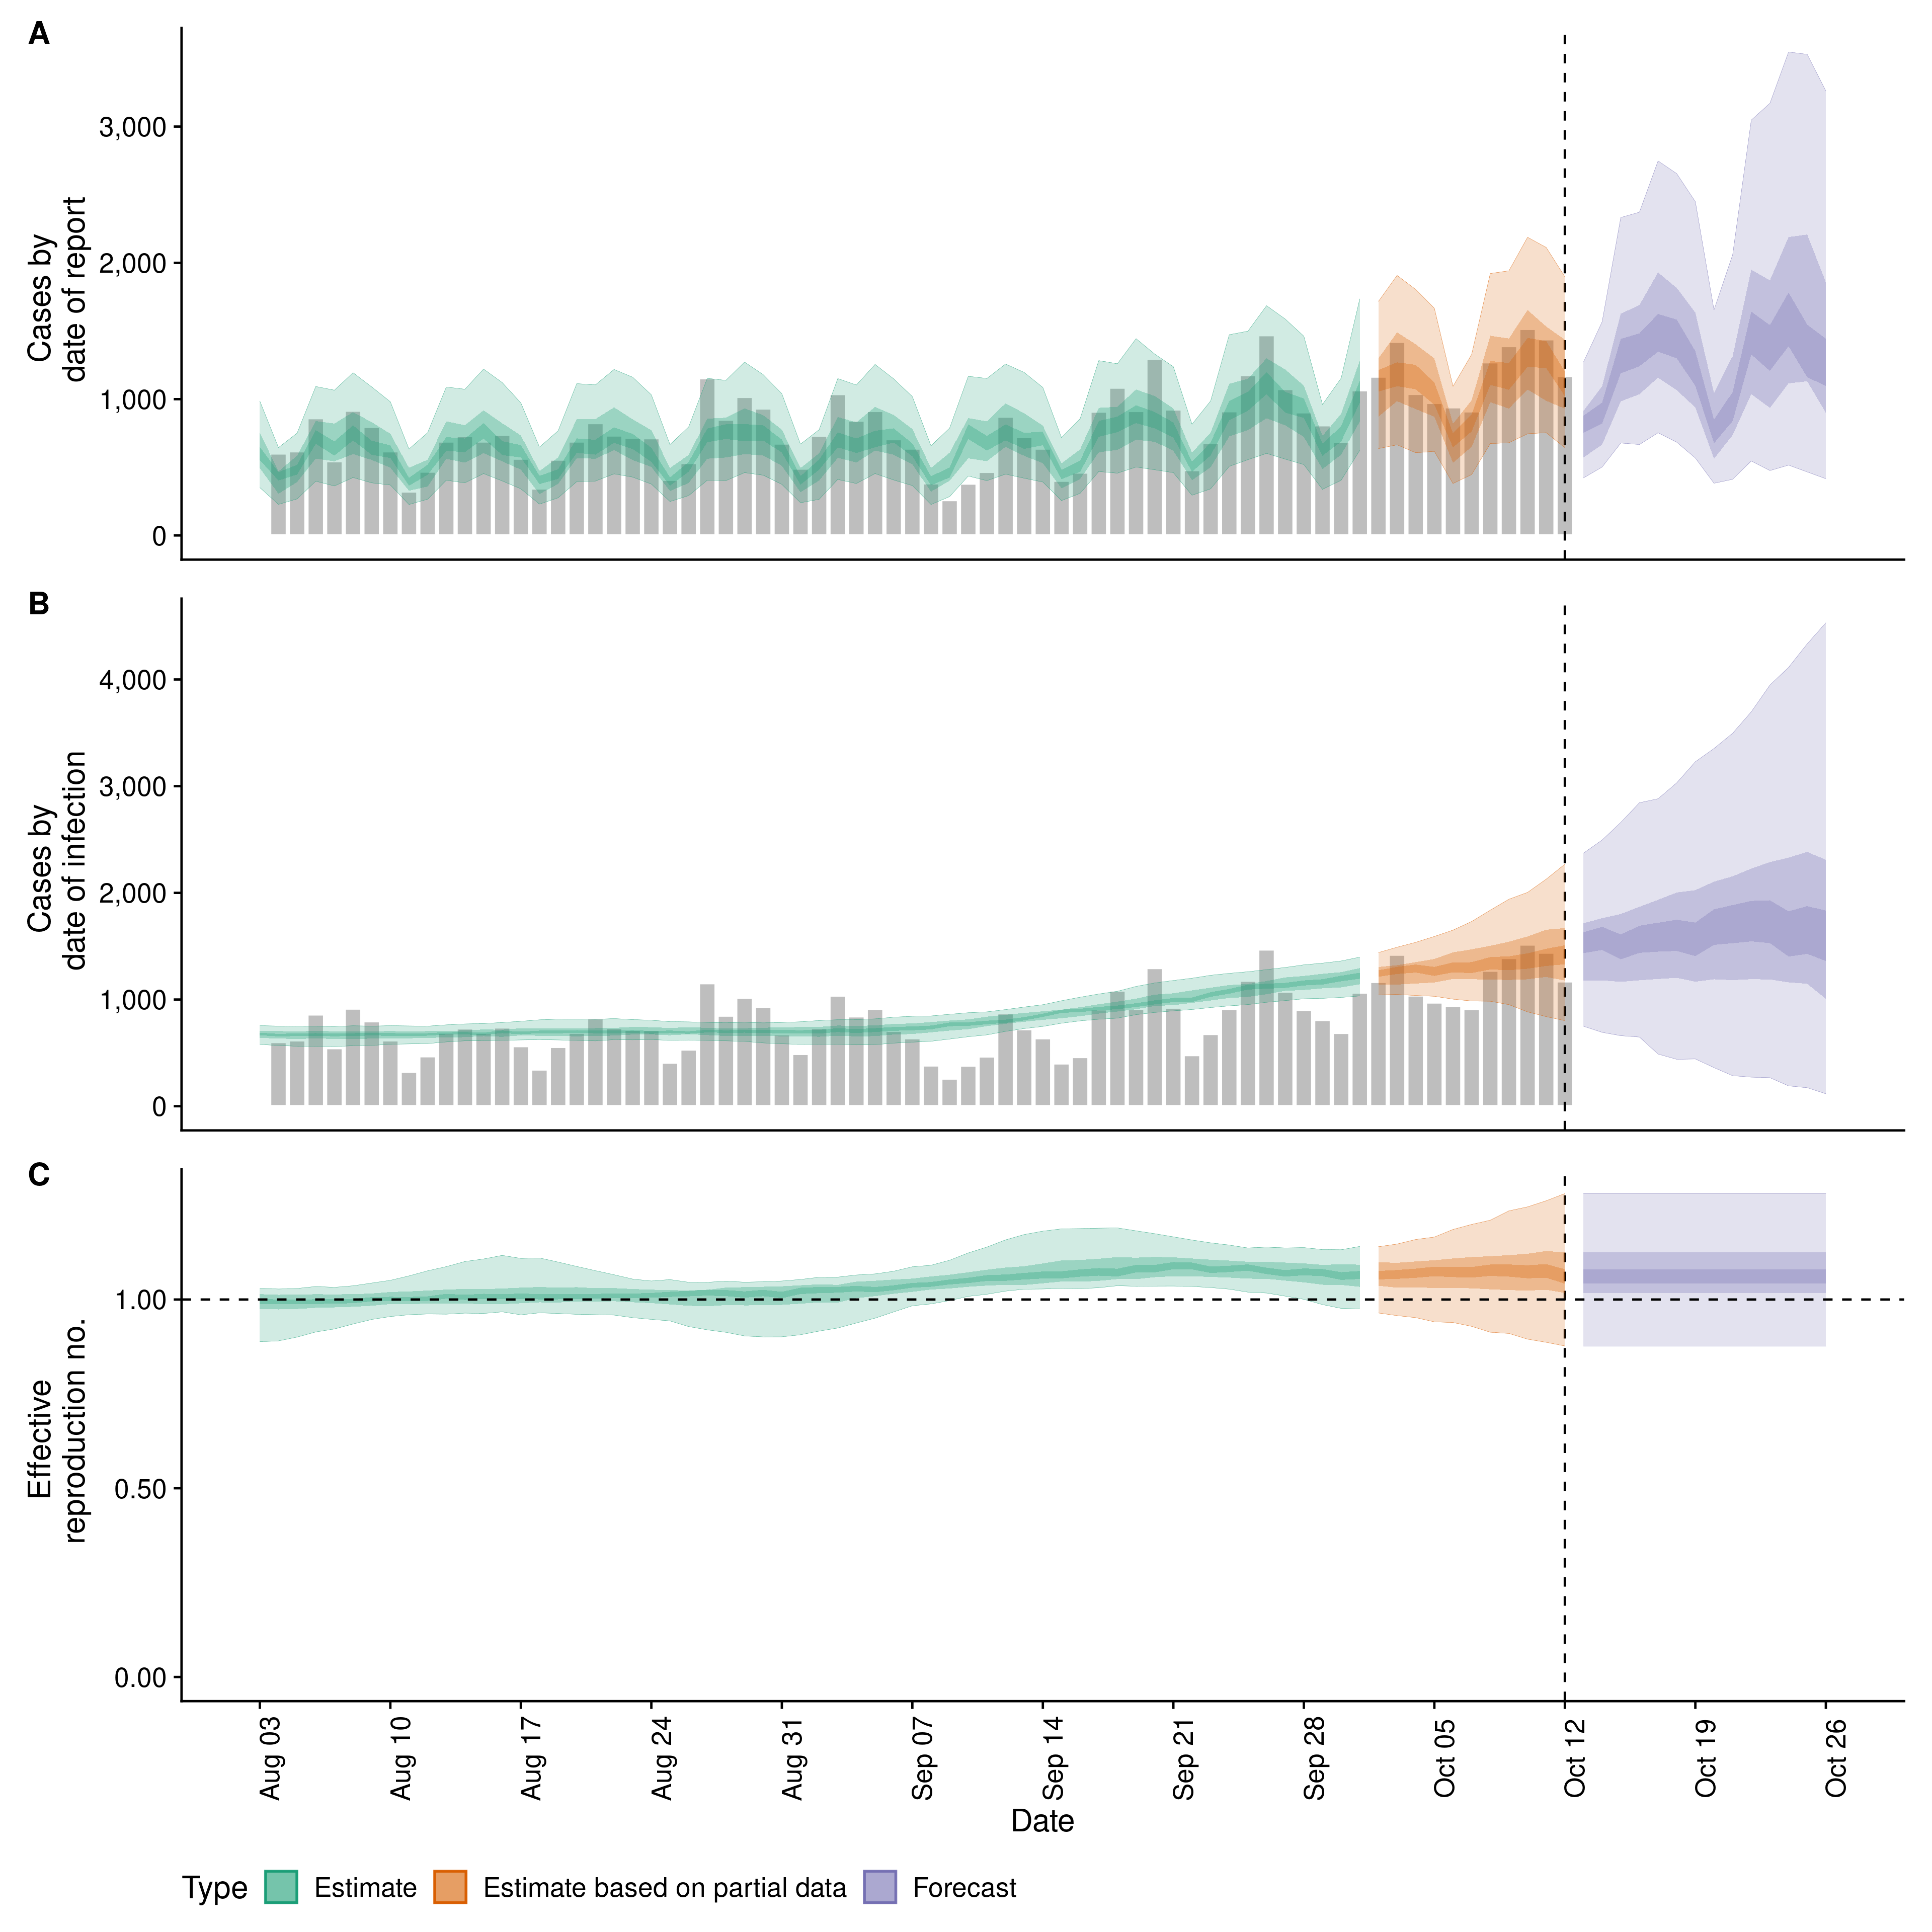 A
Cases by
date of report
3,000
2,000
1,000
0
B
Cases by
date of infection
4,000
3,000
2,000
1,000
0
C
Effective
reproduction no.
1.00
0.50
0.00
Aug 03
Aug 10
Aug 17
Aug 24
Aug 31
Sep 07
Sep 14
Sep 21
Sep 28
Oct 05
Oct 12
Oct 19
Oct 26
Date
Type Estimate Estimate based on partial data Forecast